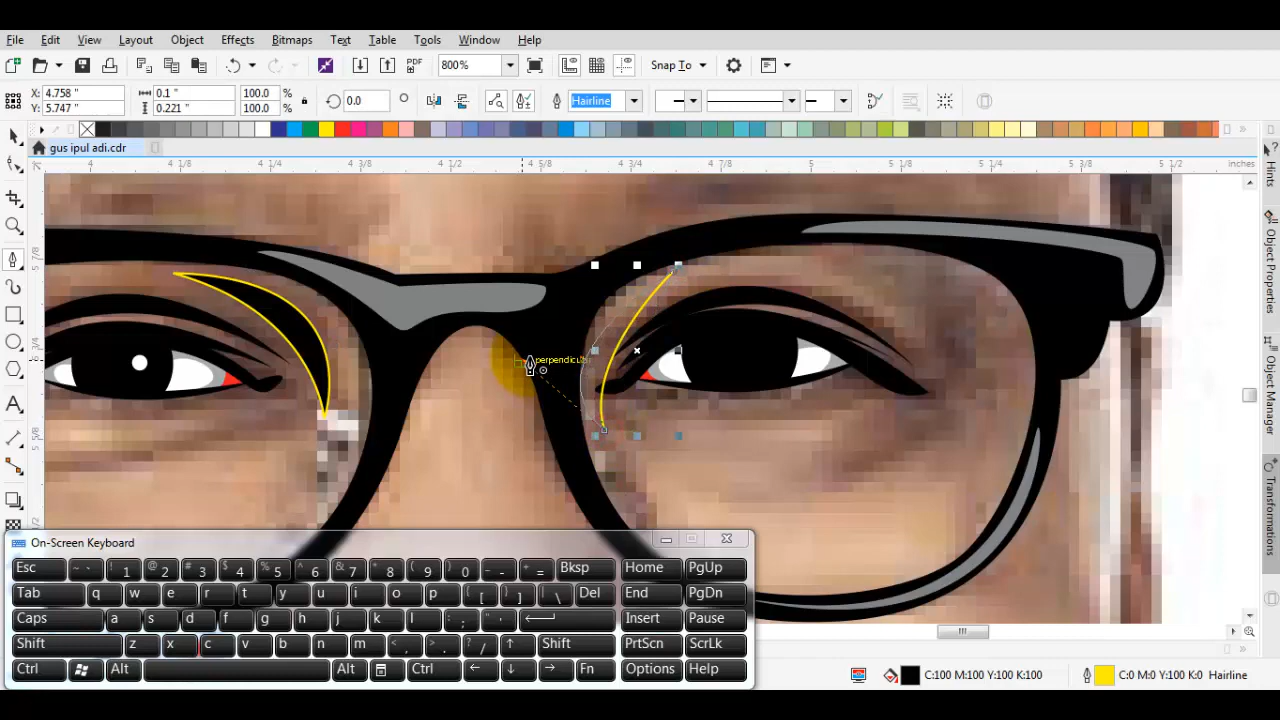 File Edit View Layout Object Effects Bitmaps Text Table Tools Window Help
PDF 800% Snap To
X: 4.758 " 0.1 " 100.0 % 0.0 Hairline
Y: 5.747 " 0.221 " 100.0 %
gus ipul adi.cdr
4 4 1/8 4 1/4 4 3/8 4 1/2 4 5/8 4 3/4 4 7/8 5 5 1/8 5 1/4 5 3/8 5 1/2 inches
Hints
Object Properties
Object Manager
Transformations
On-Screen Keyboard
Esc ~ ` ! 1 @ 2 # 3 $ 4 % 5 ^ 6 & 7 * 8 ( 9 ) 0 _ - + = Bksp Home PgUp
Tab q w e r t y u i o p { [ } ] | \ Del End PgDn
Caps a s d f g h j k l : ; " ' Insert Pause
Shift z x c v b n m < , > . ? / ↑ Shift PrtScn ScrLk
Ctrl Alt Alt Ctrl ← ↓ → Fn Options Help
C:100 M:100 Y:100 K:100 C:0 M:0 Y:100 K:0 Hairline